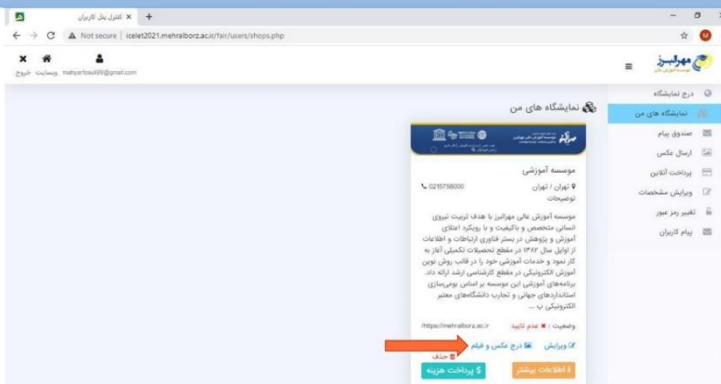 کنترل پنل کاربران
Not secure | icelet2021.mehralborz.ac.ir/fair/users/shops.php
خروج
وبسایت
مهرالبرز
موسسه آموزش عالی
درج نمایشگاه
نمایشگاه های من
صندوق پیام
ارسال عکس
پرداخت آنلاین
ویرایش مشخصات
تغییر رمز عبور
پیام کاربران
نمایشگاه های من
موسسه آموزشی
تهران / تهران
0215758000
توضیحات
موسسه آموزش عالی مهرالبرز با هدف تربیت نیروی
انسانی متخصص و باکیفیت و با رویکرد اعتلای
آموزش و پژوهش در بستر فناوری ارتباطات و اطلاعات
از اوایل سال ۱۳۸۲ در مقطع تحصیلات تکمیلی آغاز به
کار نمود و خدمات آموزشی خود را در قالب روش نوین
آموزش الکترونیکی در مقطع کارشناسی ارشد ارائه داد.
برنامه‌های آموزشی این موسسه بر اساس بومی‌سازی
استانداردهای جهانی و تجارب دانشگاه‌های معتبر
الکترونیکی پ ...
وضعیت : عدم تایید
https://mehralborz.ac.ir/
ویرایش
درج عکس و فیلم
حذف
اطلاعات بیشتر
پرداخت هزینه